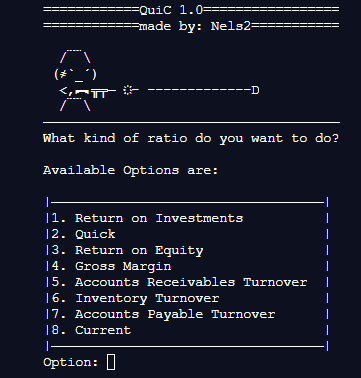 ============QuiC 1.0=================
============made by: Nels2===========
What kind of ratio do you want to do?
Available Options are:
1. Return on Investments
2. Quick
3. Return on Equity
4. Gross Margin
5. Accounts Receivables Turnover
6. Inventory Turnover
7. Accounts Payable Turnover
8. Current
Option: